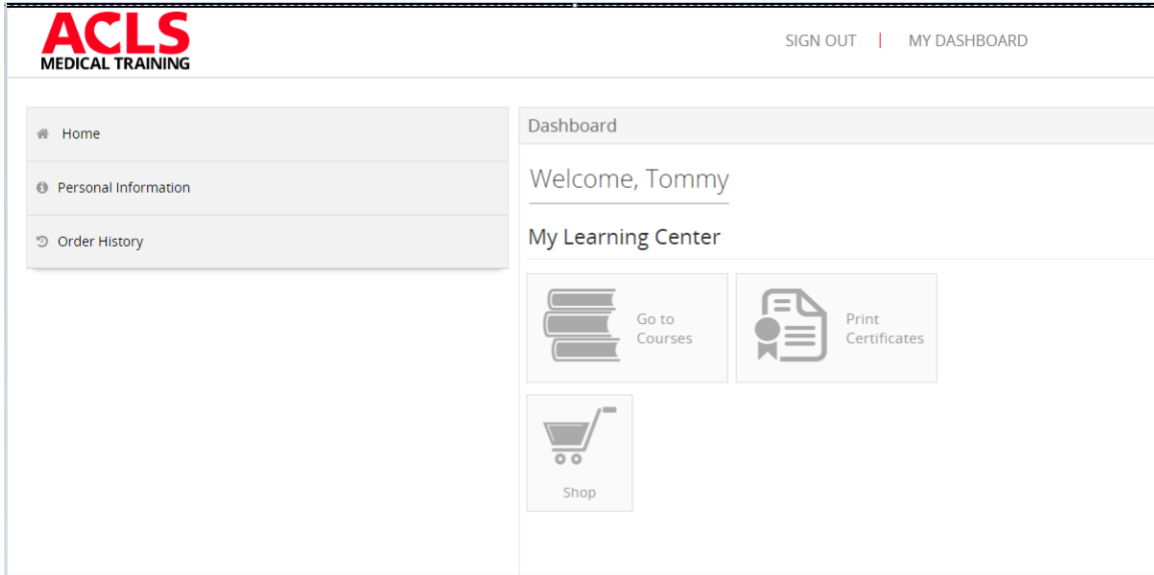 ACLS
MEDICAL TRAINING
SIGN OUT | MY DASHBOARD
Home
Personal Information
Order History
Dashboard
Welcome, Tommy
My Learning Center
Go to
Courses
Print
Certificates
Shop